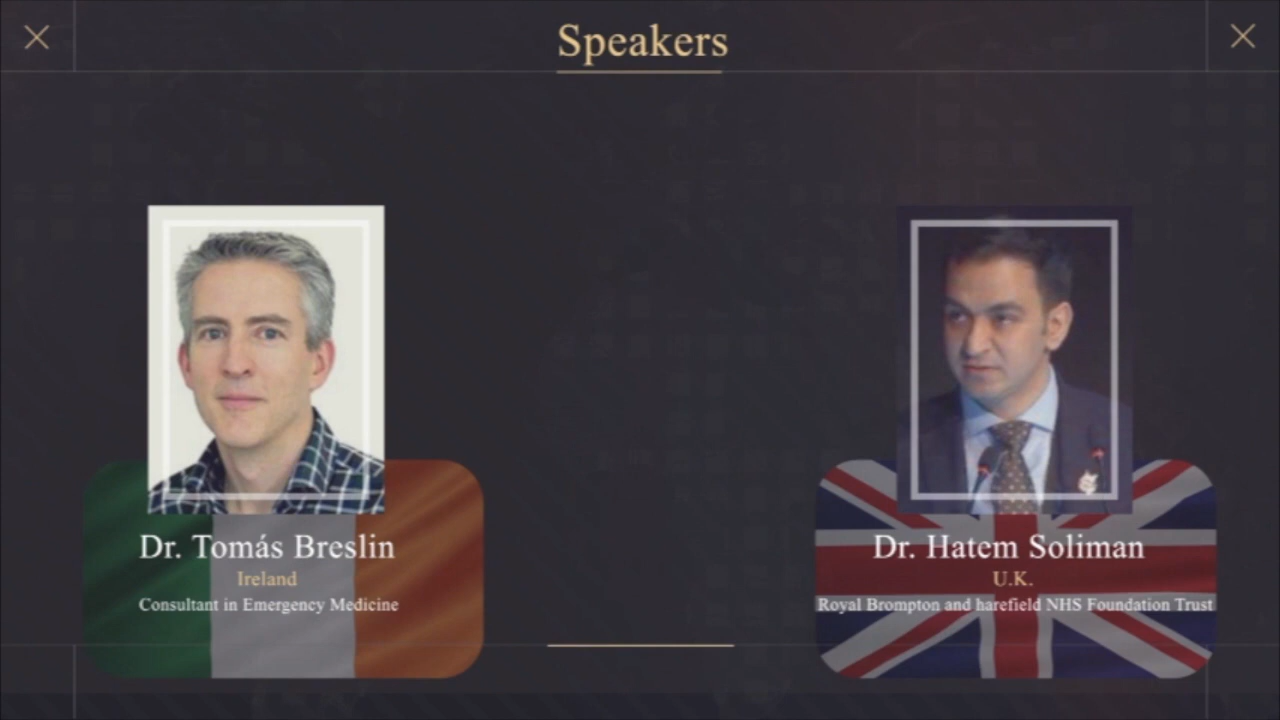 Speakers
Dr. Tomás Breslin
Ireland
Consultant in Emergency Medicine
Dr. Hatem Soliman
U.K.
Royal Brompton and harefield NHS Foundation Trust